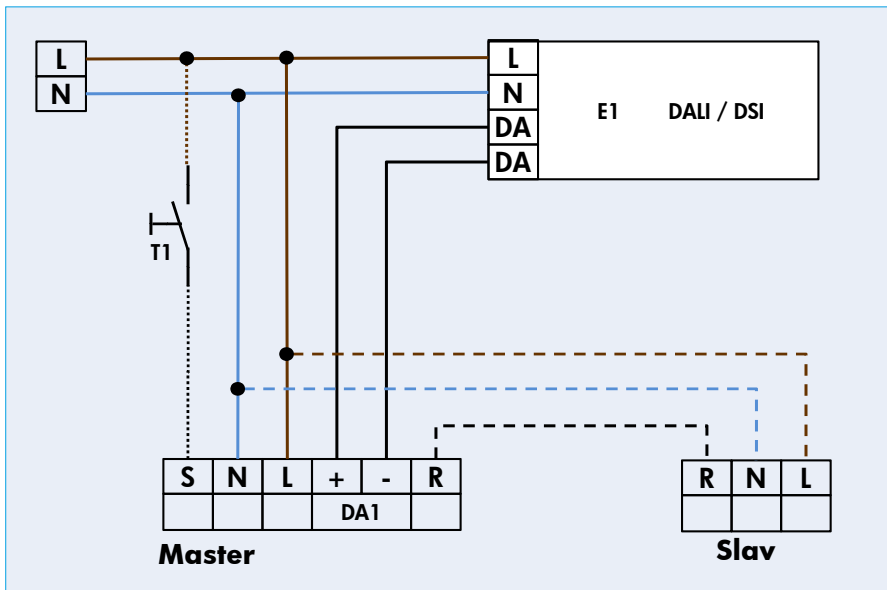 L
N
L
N
DA
DA
E1 DALI / DSI
T1
S N L + - R
DA1
Master
R N L
Slav